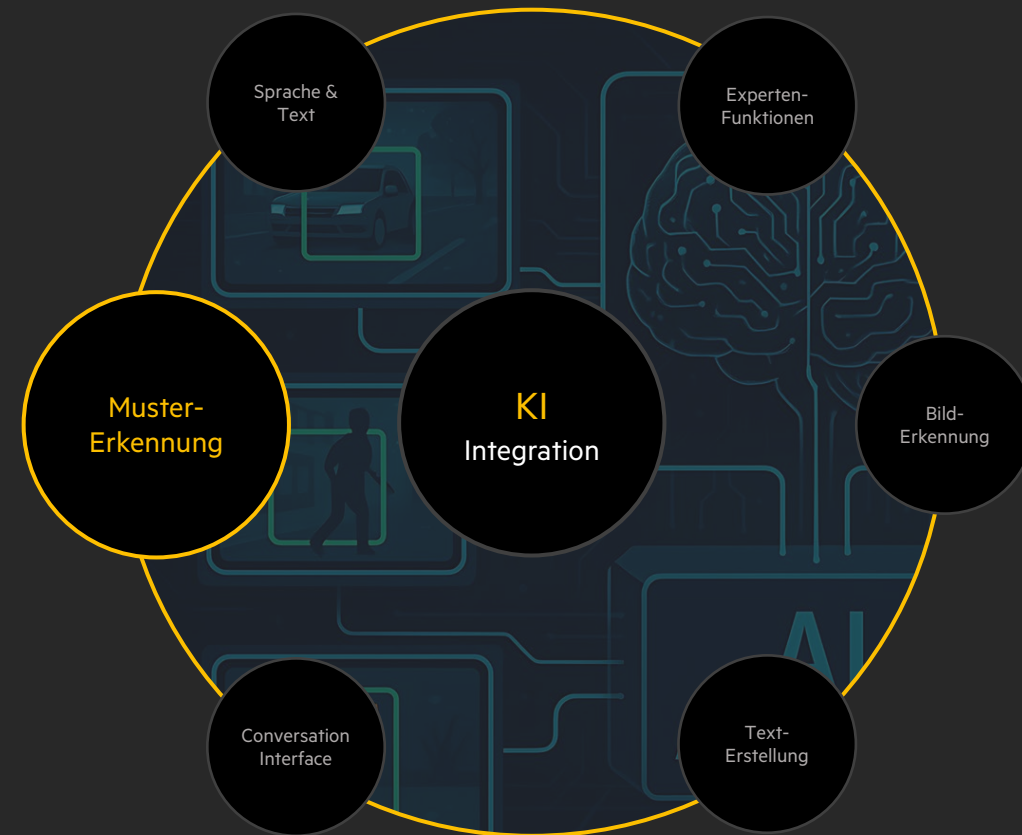 Sprache &
Text
Experten-
Funktionen
Muster-
Erkennung
KI
Integration
Bild-
Erkennung
AI
Conversation
Interface
Text-
Erstellung